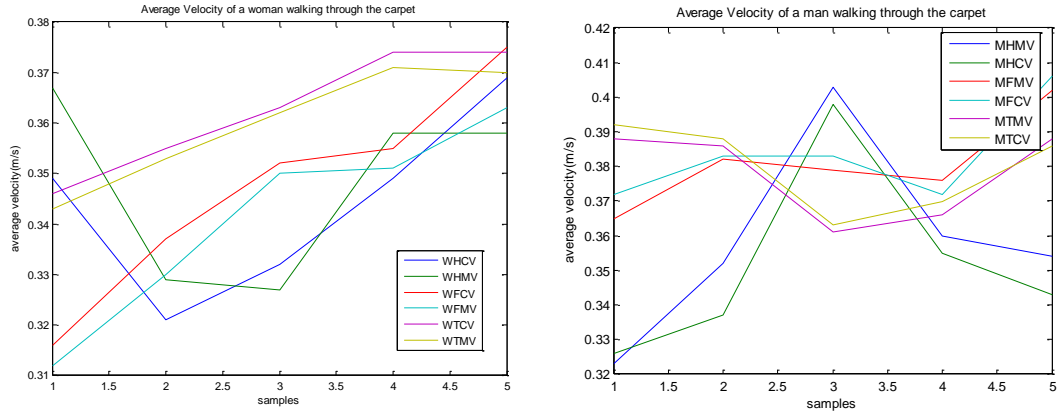 Average Velocity of a woman walking through the carpet
0.38
0.37
0.36
0.35
0.34
0.33
0.32
0.31
average velocity(m/s)
1 1.5 2 2.5 3 3.5 4 4.5 5
samples
WHCV
WHMV
WFCV
WFMV
WTCV
WTMV
Average Velocity of a man walking through the carpet
0.42
0.41
0.4
0.39
0.38
0.37
0.36
0.35
0.34
0.33
0.32
average velocity(m/s)
1 1.5 2 2.5 3 3.5 4 4.5 5
samples
MHMV
MHCV
MFMV
MFCV
MTMV
MTCV